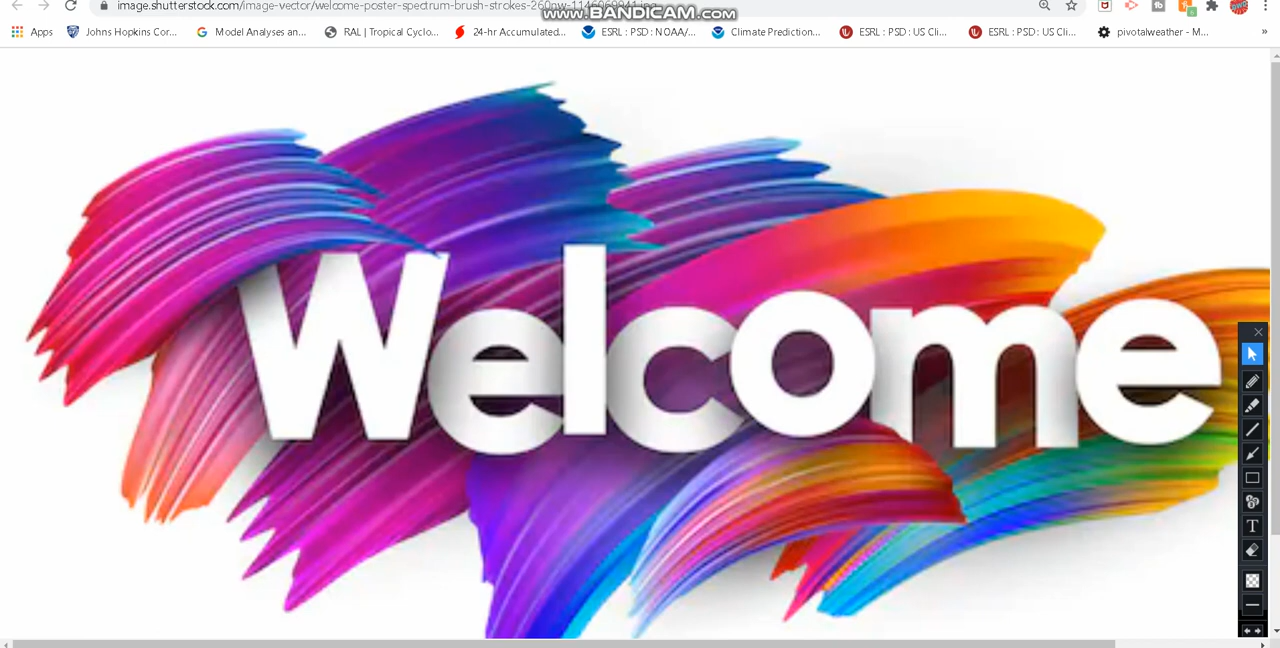 image.shutterstock.com/image-vector/welcome-poster-spectrum-brush-strokes-260nw-1146069941.jpg
www.BANDICAM.com
Apps Johns Hopkins Cor... Model Analyses an... RAL | Tropical Cyclo... 24-hr Accumulated... ESRL : PSD : NOAA/... Climate Prediction... ESRL : PSD : US Cli... ESRL : PSD : US Cli... pivotalweather - M... »
Welcome
T